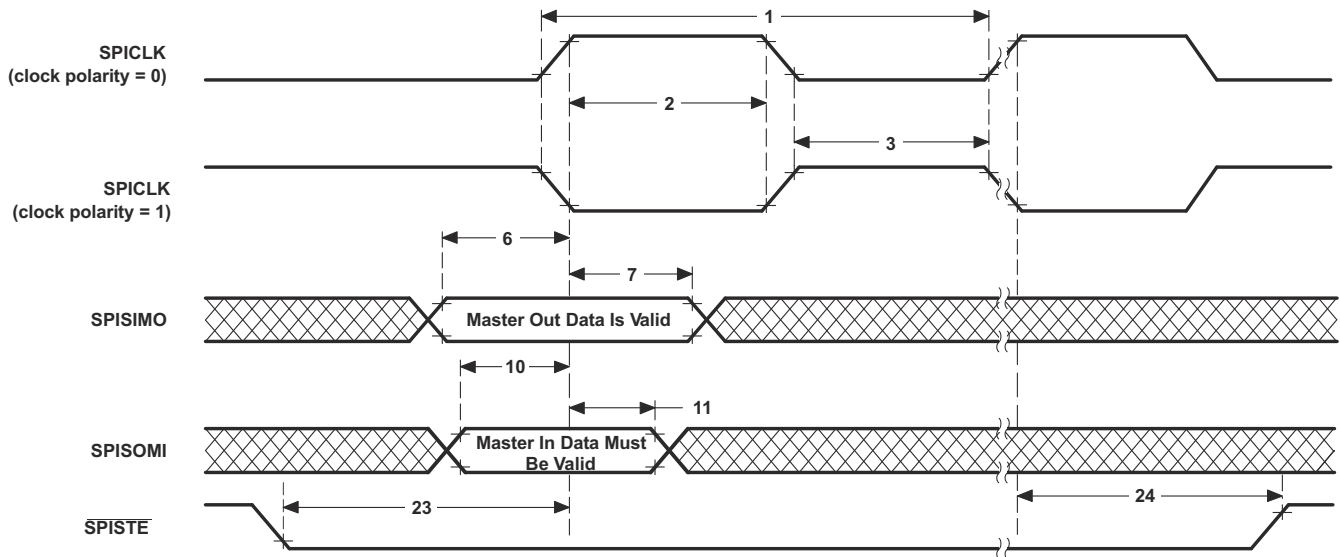 1
SPICLK
(clock polarity = 0)
2
3
SPICLK
(clock polarity = 1)
6
7
SPISIMO
Master Out Data Is Valid
10
11
SPISOMI
Master In Data Must
Be Valid
23
24
SPISTE